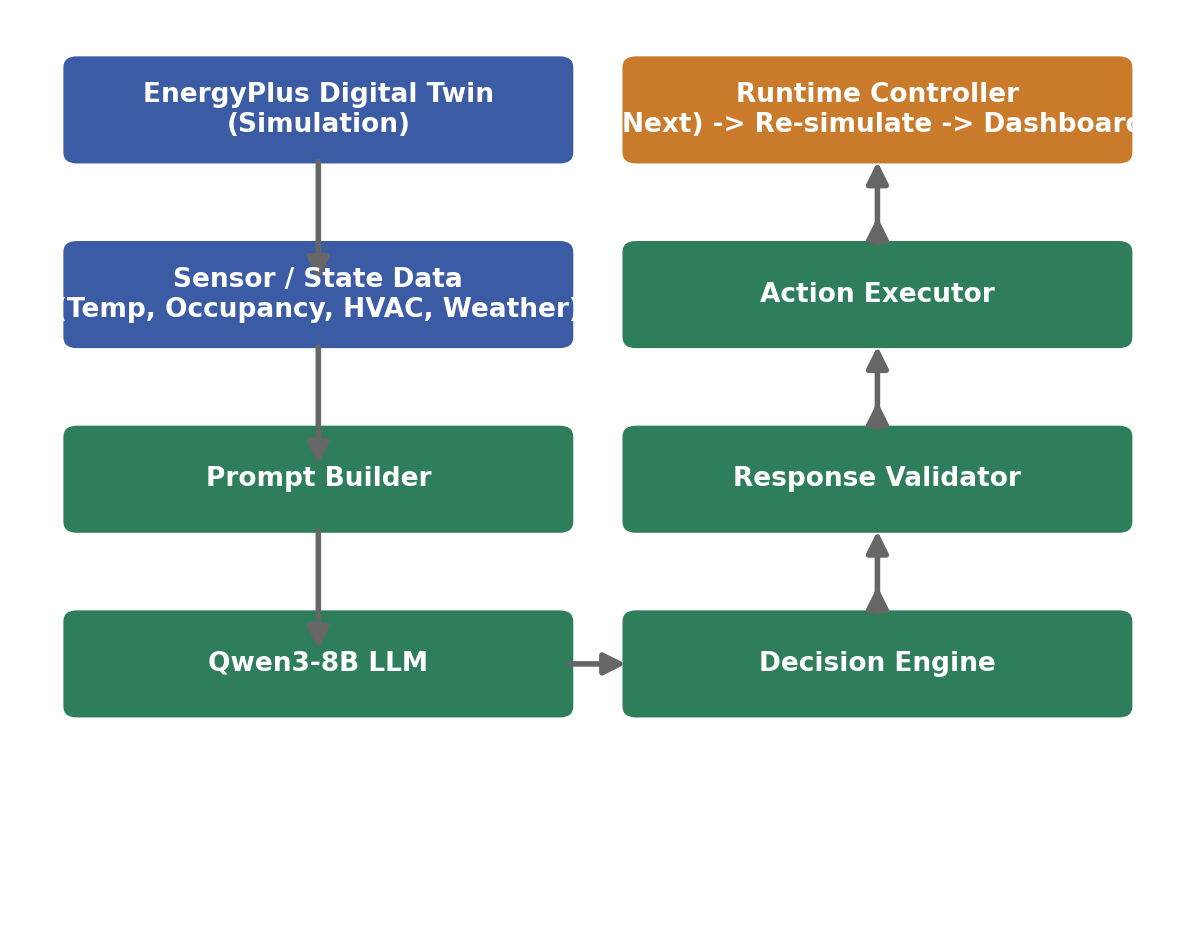 EnergyPlus Digital Twin
(Simulation)
Sensor / State Data
(Temp, Occupancy, HVAC, Weather)
Prompt Builder
Qwen3-8B LLM
Runtime Controller
Next) -> Re-simulate -> Dashboard
Action Executor
Response Validator
Decision Engine